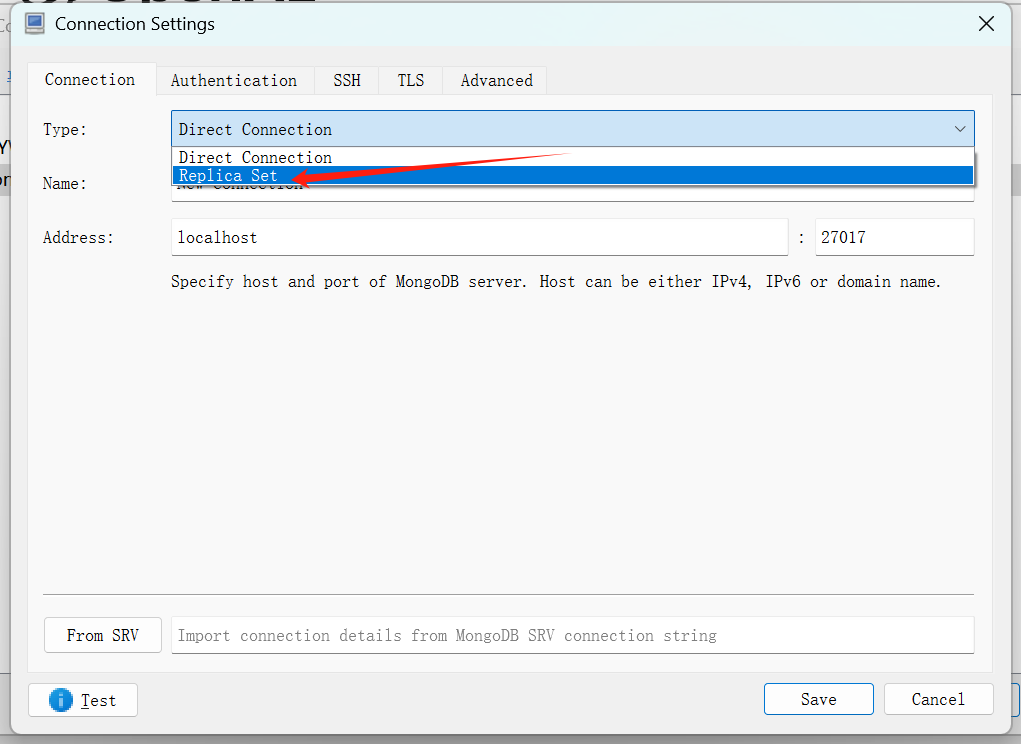 Connection Settings
Connection Authentication SSH TLS Advanced
Type: Direct Connection
Direct Connection
Replica Set
Name: New Connection
Address: localhost : 27017
Specify host and port of MongoDB server. Host can be either IPv4, IPv6 or domain name.
From SRV Import connection details from MongoDB SRV connection string
Test Save Cancel